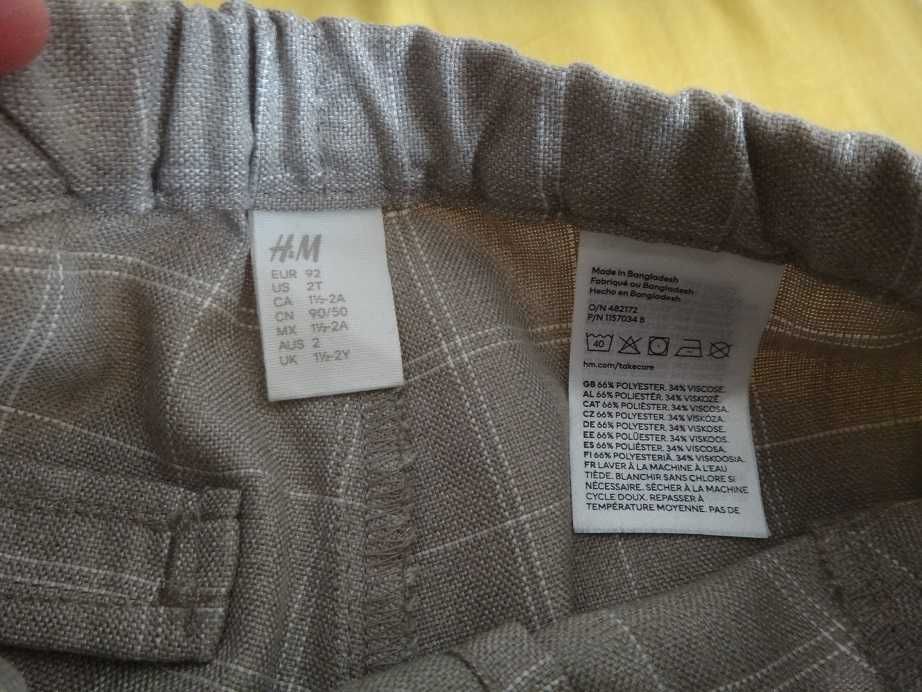 H&M
EUR 92
US 2T
CA 1½-2A
CN 90/50
MX 1½-2A
AUS 2
UK 1½-2Y
Made in Bangladesh
Fabriqué au Bangladesh
Hecho en Bangladesh
O/N 482172
P/N 1157034 B
40
hm.com/takecare
GB 66% POLYESTER. 34% VISCOSE.
AL 66% POLIESTËR. 34% VISKOZË.
CAT 66% POLIÈSTER. 34% VISCOSA.
CZ 66% POLYESTER. 34% VISKÓZA.
DE 66% POLYESTER. 34% VISKOSE.
EE 66% POLÜESTER. 34% VISKOOS.
ES 66% POLIÉSTER. 34% VISCOSA.
FI 66% POLYESTERIÄ. 34% VISKOOSIA.
FR LAVER À LA MACHINE À L'EAU
TIÈDE. BLANCHIR SANS CHLORE SI
NÉCESSAIRE. SÉCHER À LA MACHINE
CYCLE DOUX. REPASSER À
TEMPÉRATURE MOYENNE. PAS DE